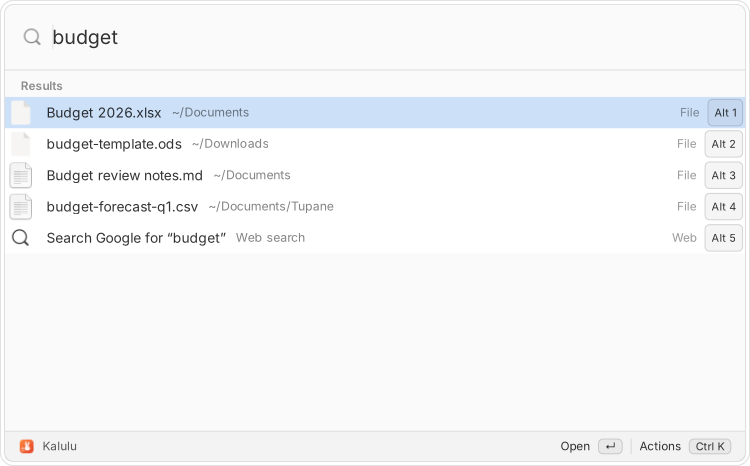 budget
Results
Budget 2026.xlsx ~/Documents File Alt 1
budget-template.ods ~/Downloads File Alt 2
Budget review notes.md ~/Documents File Alt 3
budget-forecast-q1.csv ~/Documents/Tupane File Alt 4
Search Google for “budget” Web search Web Alt 5
Kalulu Open ↵ Actions Ctrl K